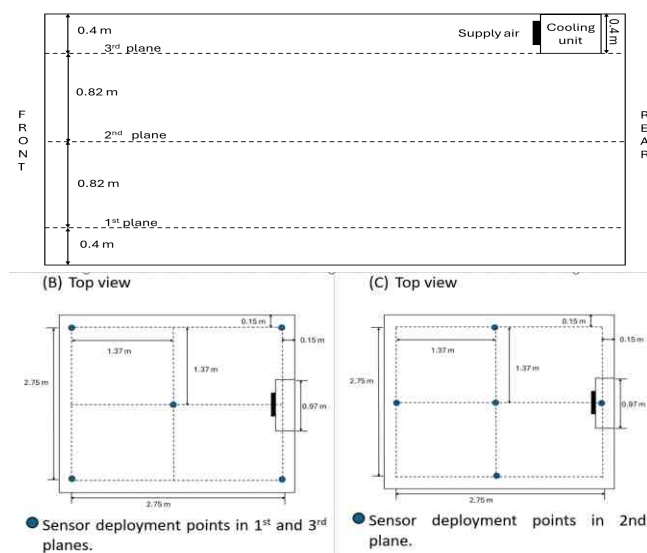 0.4 m
3rd plane
Supply air
Cooling
unit
0.4 m
0.82 m
FRONT
REAR
2nd plane
0.82 m
1st plane
0.4 m
(B) Top view
0.15 m
0.15 m
1.37 m
1.37 m
2.75 m
0.97 m
2.75 m
Sensor deployment points in 1st and 3rd
planes.
(C) Top view
0.15 m
0.15 m
1.37 m
1.37 m
2.75 m
0.97 m
2.75 m
Sensor deployment points in 2nd
plane.